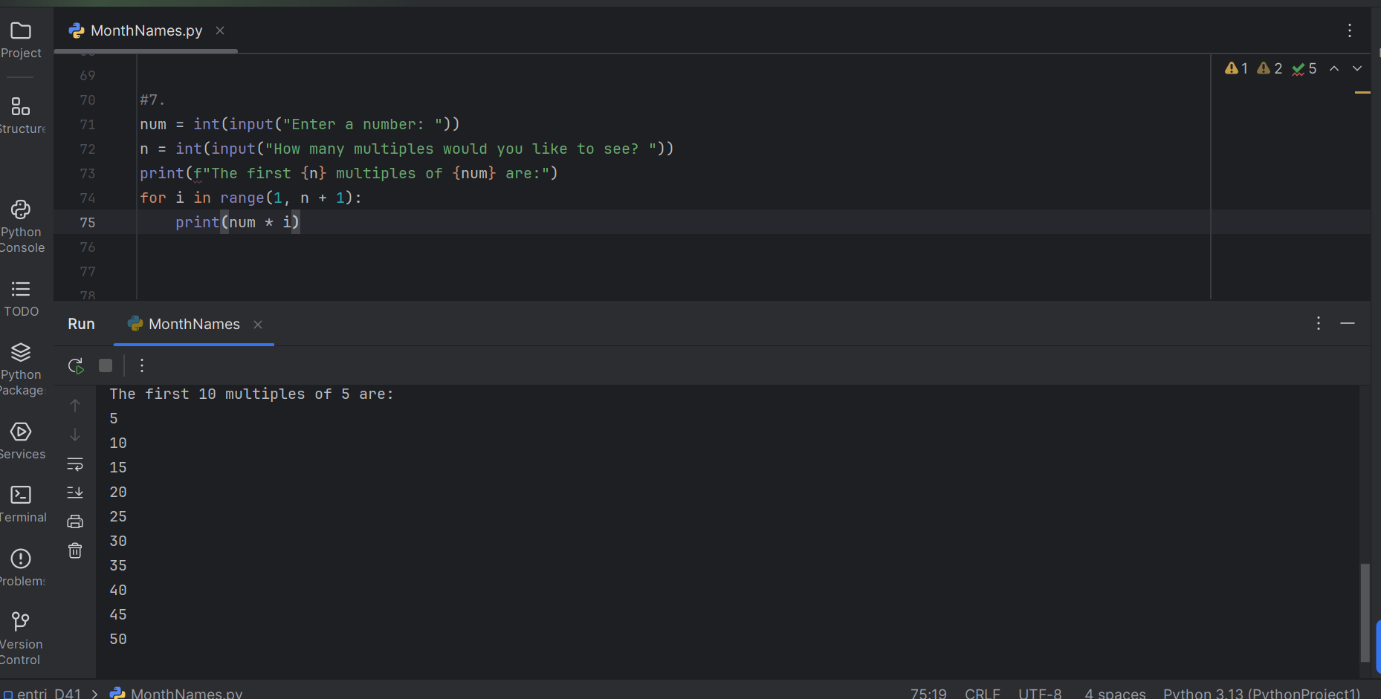 MonthNames.py
Project
Structure
Python
Console
TODO
Python
Package
Services
Terminal
Problems
Version
Control
1 2 5
69
70 #7.
71 num = int(input("Enter a number: "))
72 n = int(input("How many multiples would you like to see? "))
73 print(f"The first {n} multiples of {num} are:")
74 for i in range(1, n + 1):
75 print(num * i)
76
77
78
Run MonthNames
The first 10 multiples of 5 are:
5
10
15
20
25
30
35
40
45
50
entri_D41 > MonthNames.py 75:19 CRLF UTF-8 4 spaces Python 3.13 (PythonProject1)